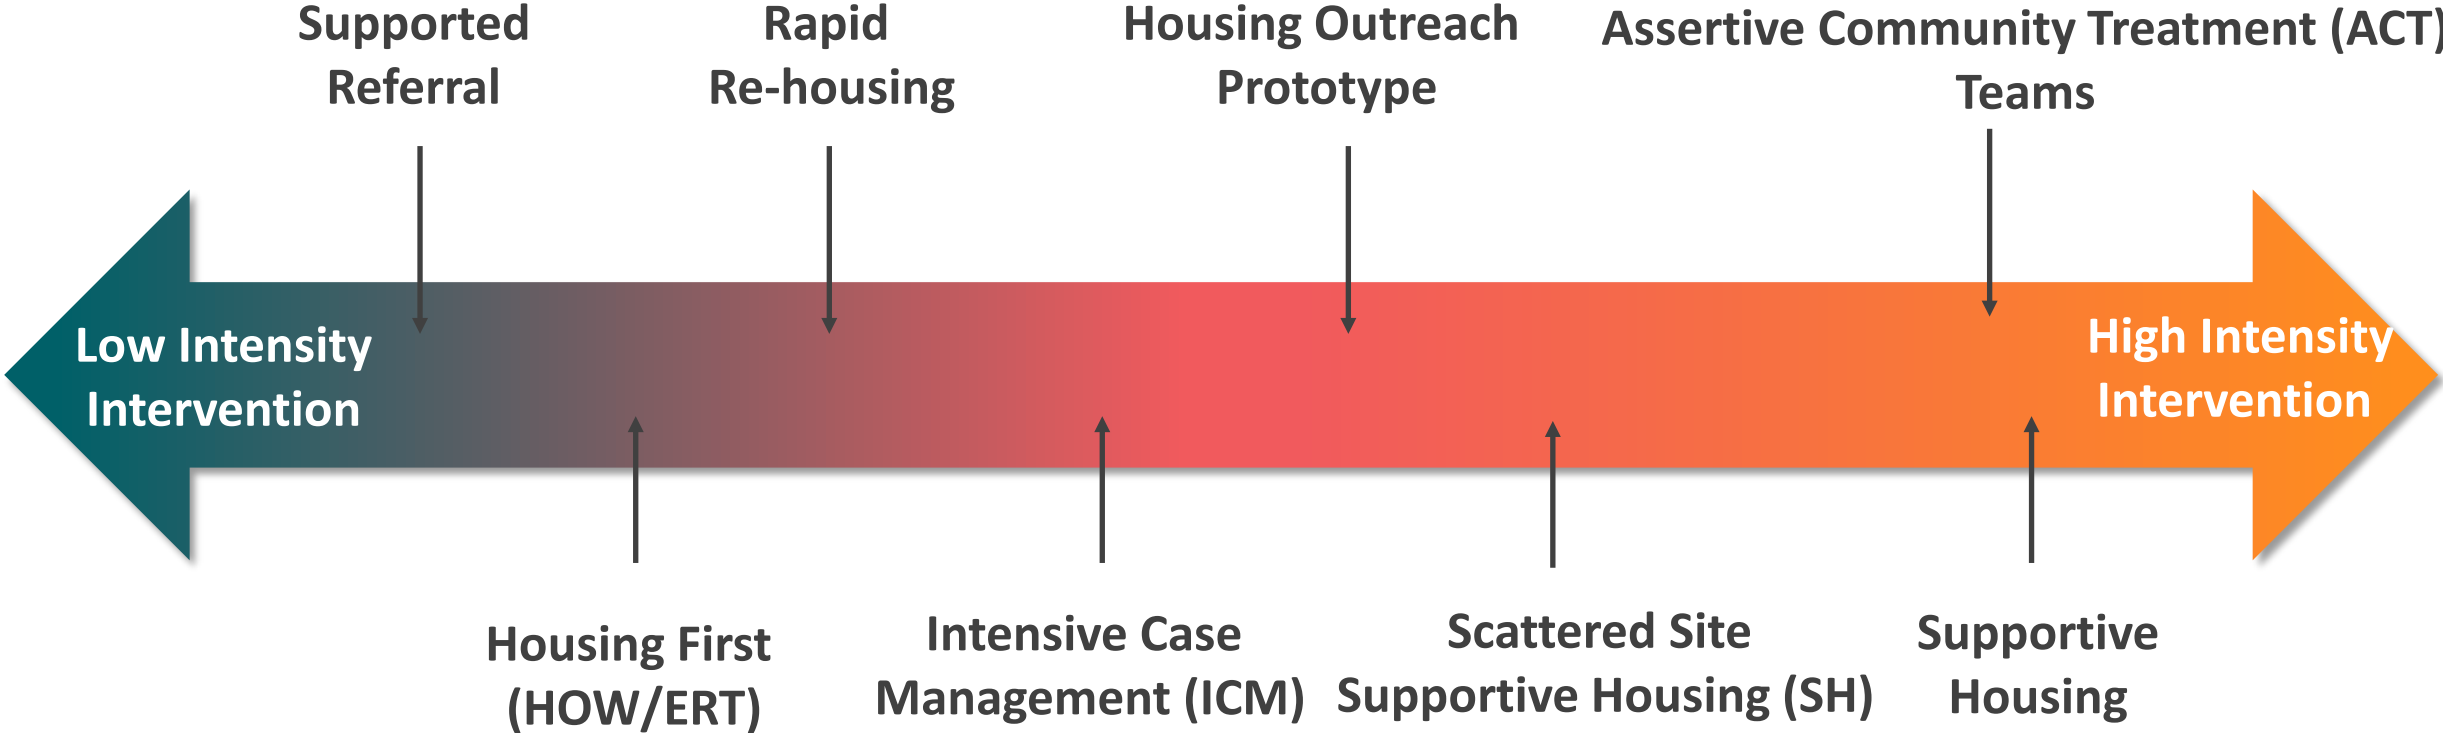 Supported
Referral
Rapid
Re-housing
Housing Outreach
Prototype
Assertive Community Treatment (ACT)
Teams
Low Intensity
Intervention
High Intensity
Intervention
Housing First
(HOW/ERT)
Intensive Case
Management (ICM)
Scattered Site
Supportive Housing (SH)
Supportive
Housing